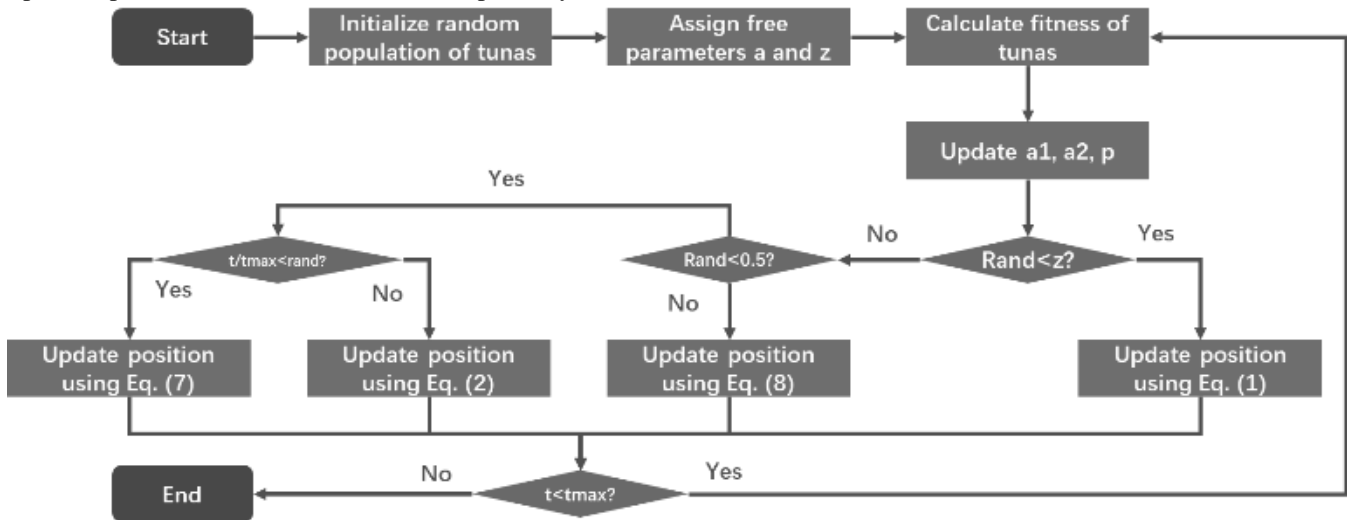 Start
Initialize random
population of tunas
Assign free
parameters a and z
Calculate fitness of
tunas
Update a1, a2, p
Yes
No
Yes
t/tmax<rand?
Rand<0.5?
Rand<z?
Yes
No
No
Update position
using Eq. (7)
Update position
using Eq. (2)
Update position
using Eq. (8)
Update position
using Eq. (1)
No
Yes
End
t<tmax?